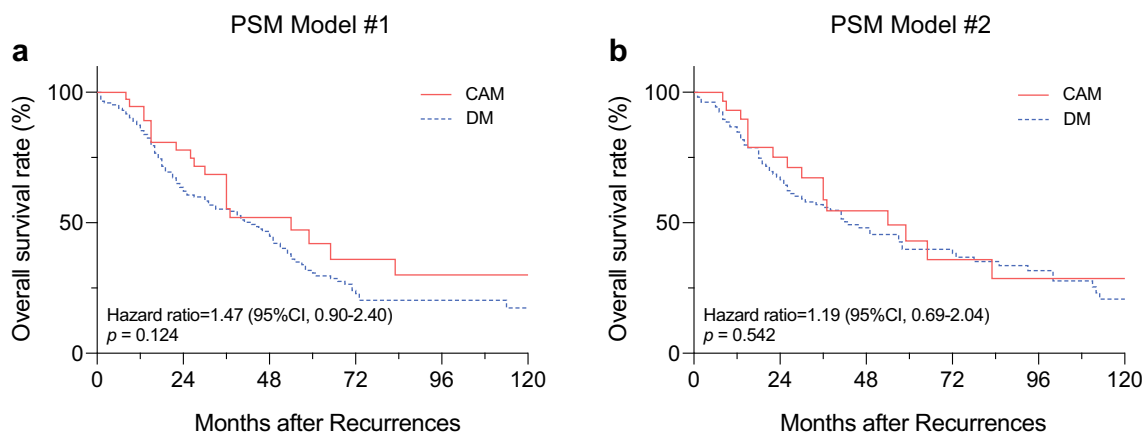 PSM Model #1
a
Overall survival rate (%)
100
50
0
CAM
DM
Hazard ratio=1.47 (95%CI, 0.90-2.40)
p = 0.124
0 24 48 72 96 120
Months after Recurrences
PSM Model #2
b
Overall survival rate (%)
100
50
0
CAM
DM
Hazard ratio=1.19 (95%CI, 0.69-2.04)
p = 0.542
0 24 48 72 96 120
Months after Recurrences